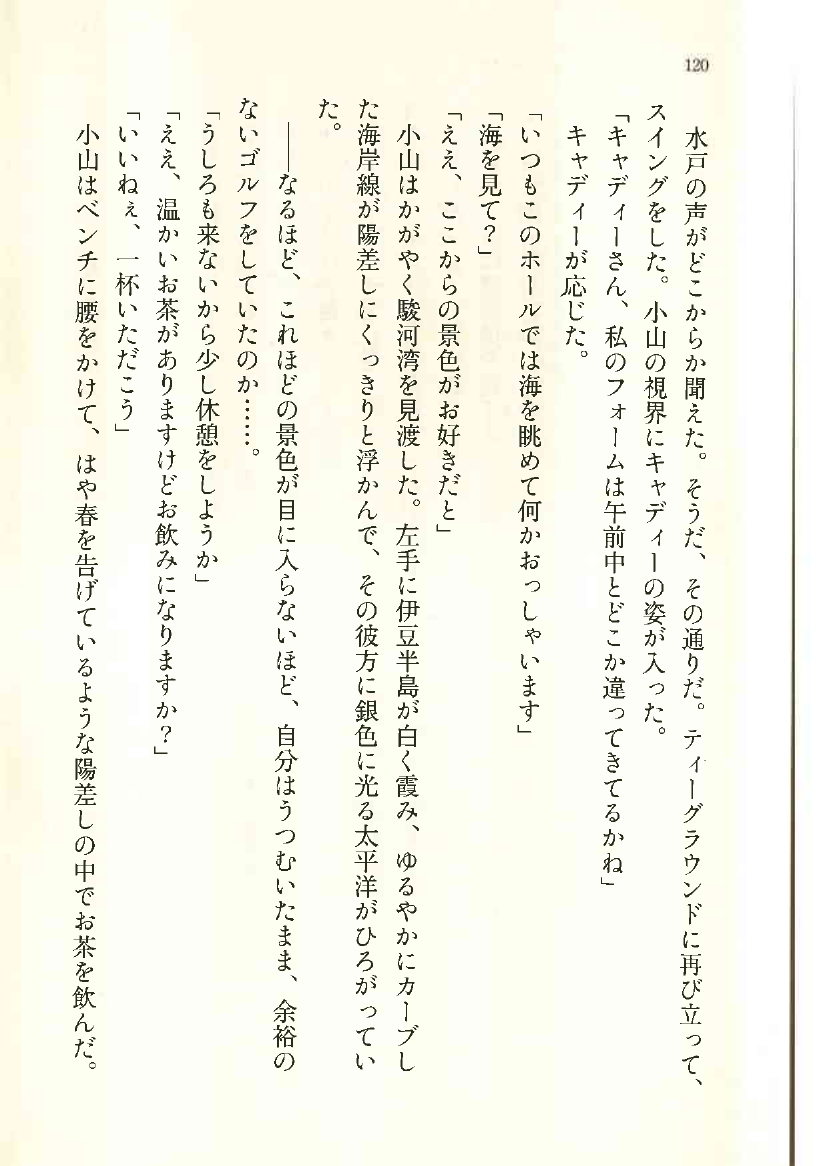 120
水戸の声がどこからか聞えた。そうだ、その通りだ。ティーグラウンドに再び立って、
スイングをした。小山の視界にキャディーの姿が入った。
「キャディーさん、私のフォームは午前中とどこか違ってきてるかね」
キャディーが応じた。
「いつもこのホールでは海を眺めて何かおっしゃいます」
「海を見て？」
「ええ、ここからの景色がお好きだと」
小山はかがやく駿河湾を見渡した。左手に伊豆半島が白く霞み、ゆるやかにカーブし
た海岸線が陽差しにくっきりと浮かんで、その彼方に銀色に光る太平洋がひろがってい
た。
――なるほど、これほどの景色が目に入らないほど、自分はうつむいたまま、余裕の
ないゴルフをしていたのか……。
「うしろも来ないから少し休憩をしようか」
「ええ、温かいお茶がありますけどお飲みになりますか？」
「いいねぇ、一杯いただこう」
小山はベンチに腰をかけて、はや春を告げているような陽差しの中でお茶を飲んだ。